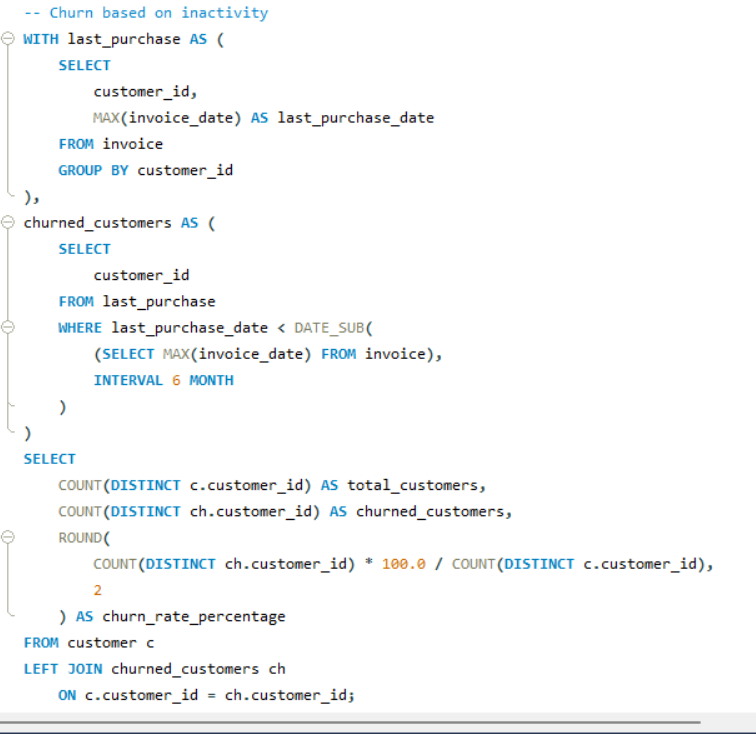 -- Churn based on inactivity
WITH last_purchase AS (
SELECT
customer_id,
MAX(invoice_date) AS last_purchase_date
FROM invoice
GROUP BY customer_id
),
churned_customers AS (
SELECT
customer_id
FROM last_purchase
WHERE last_purchase_date < DATE_SUB(
(SELECT MAX(invoice_date) FROM invoice),
INTERVAL 6 MONTH
)
)
SELECT
COUNT(DISTINCT c.customer_id) AS total_customers,
COUNT(DISTINCT ch.customer_id) AS churned_customers,
ROUND(
COUNT(DISTINCT ch.customer_id) * 100.0 / COUNT(DISTINCT c.customer_id),
2
) AS churn_rate_percentage
FROM customer c
LEFT JOIN churned_customers ch
ON c.customer_id = ch.customer_id;